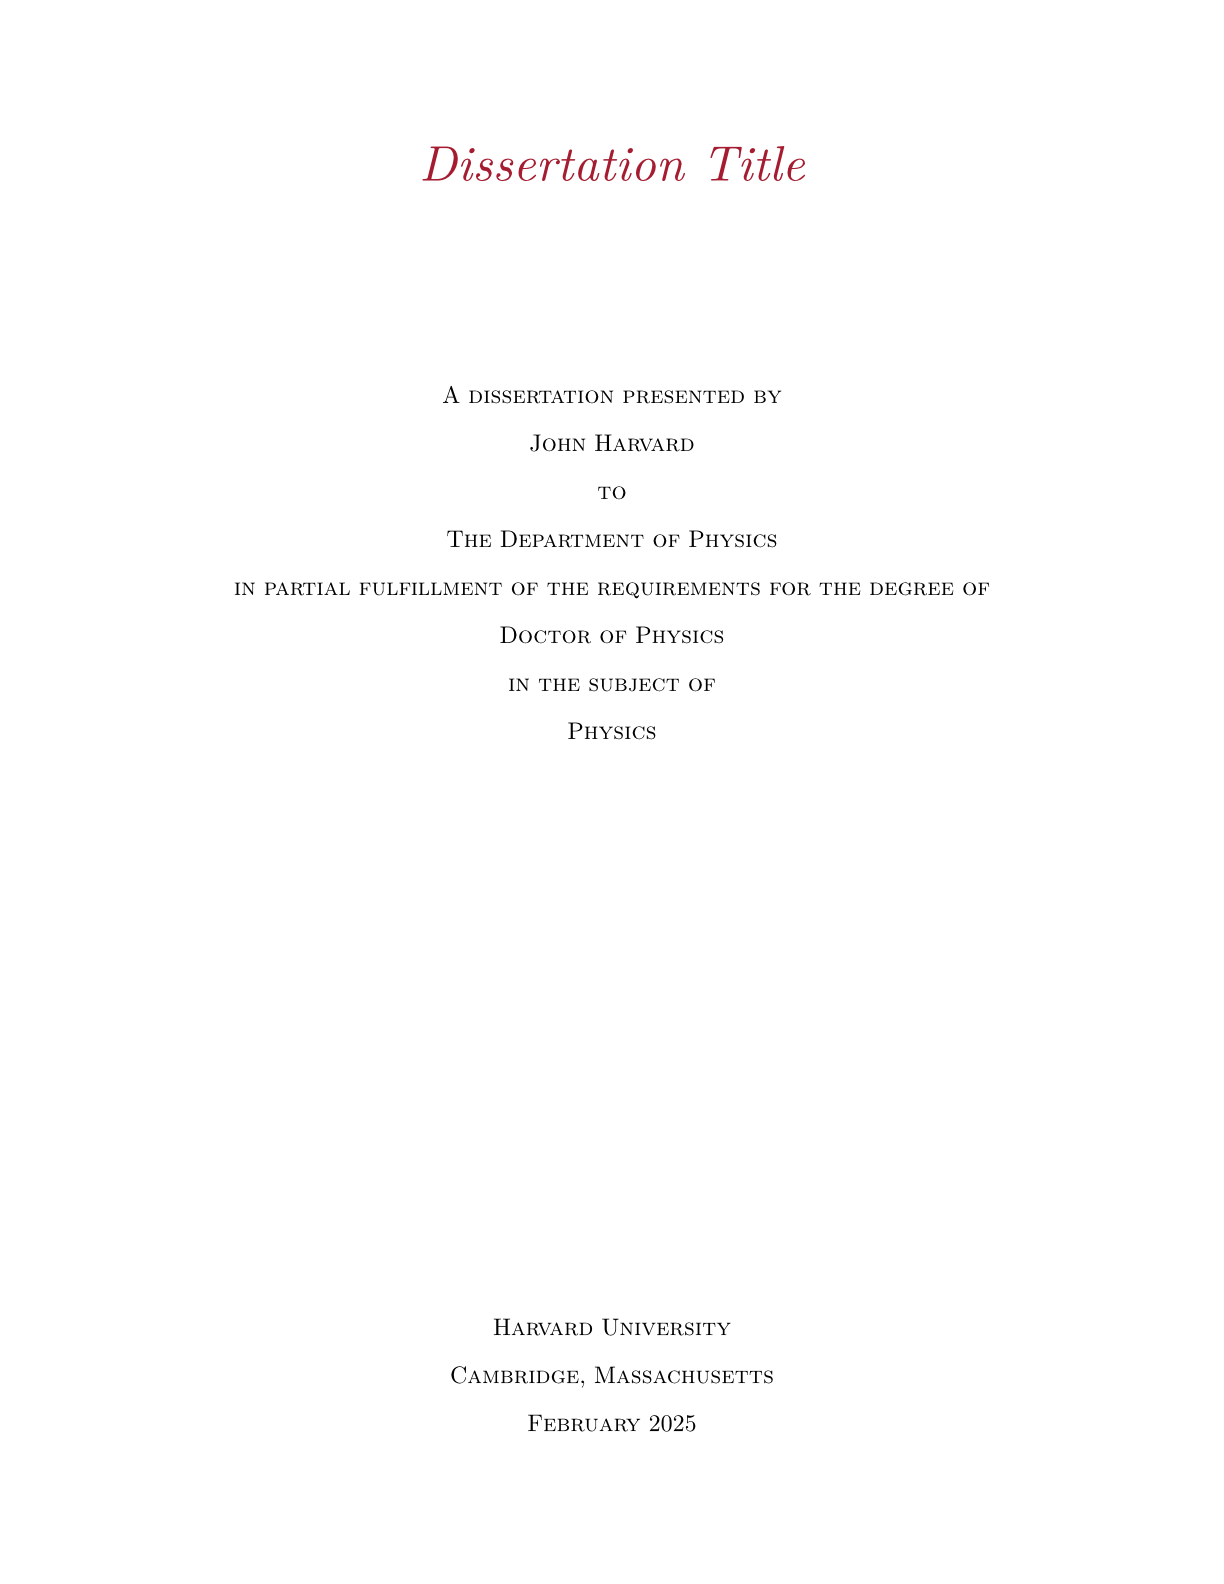 Dissertation Title
A dissertation presented by
John Harvard
to
The Department of Physics
in partial fulfillment of the requirements for the degree of
Doctor of Physics
in the subject of
Physics
Harvard University
Cambridge, Massachusetts
February 2025